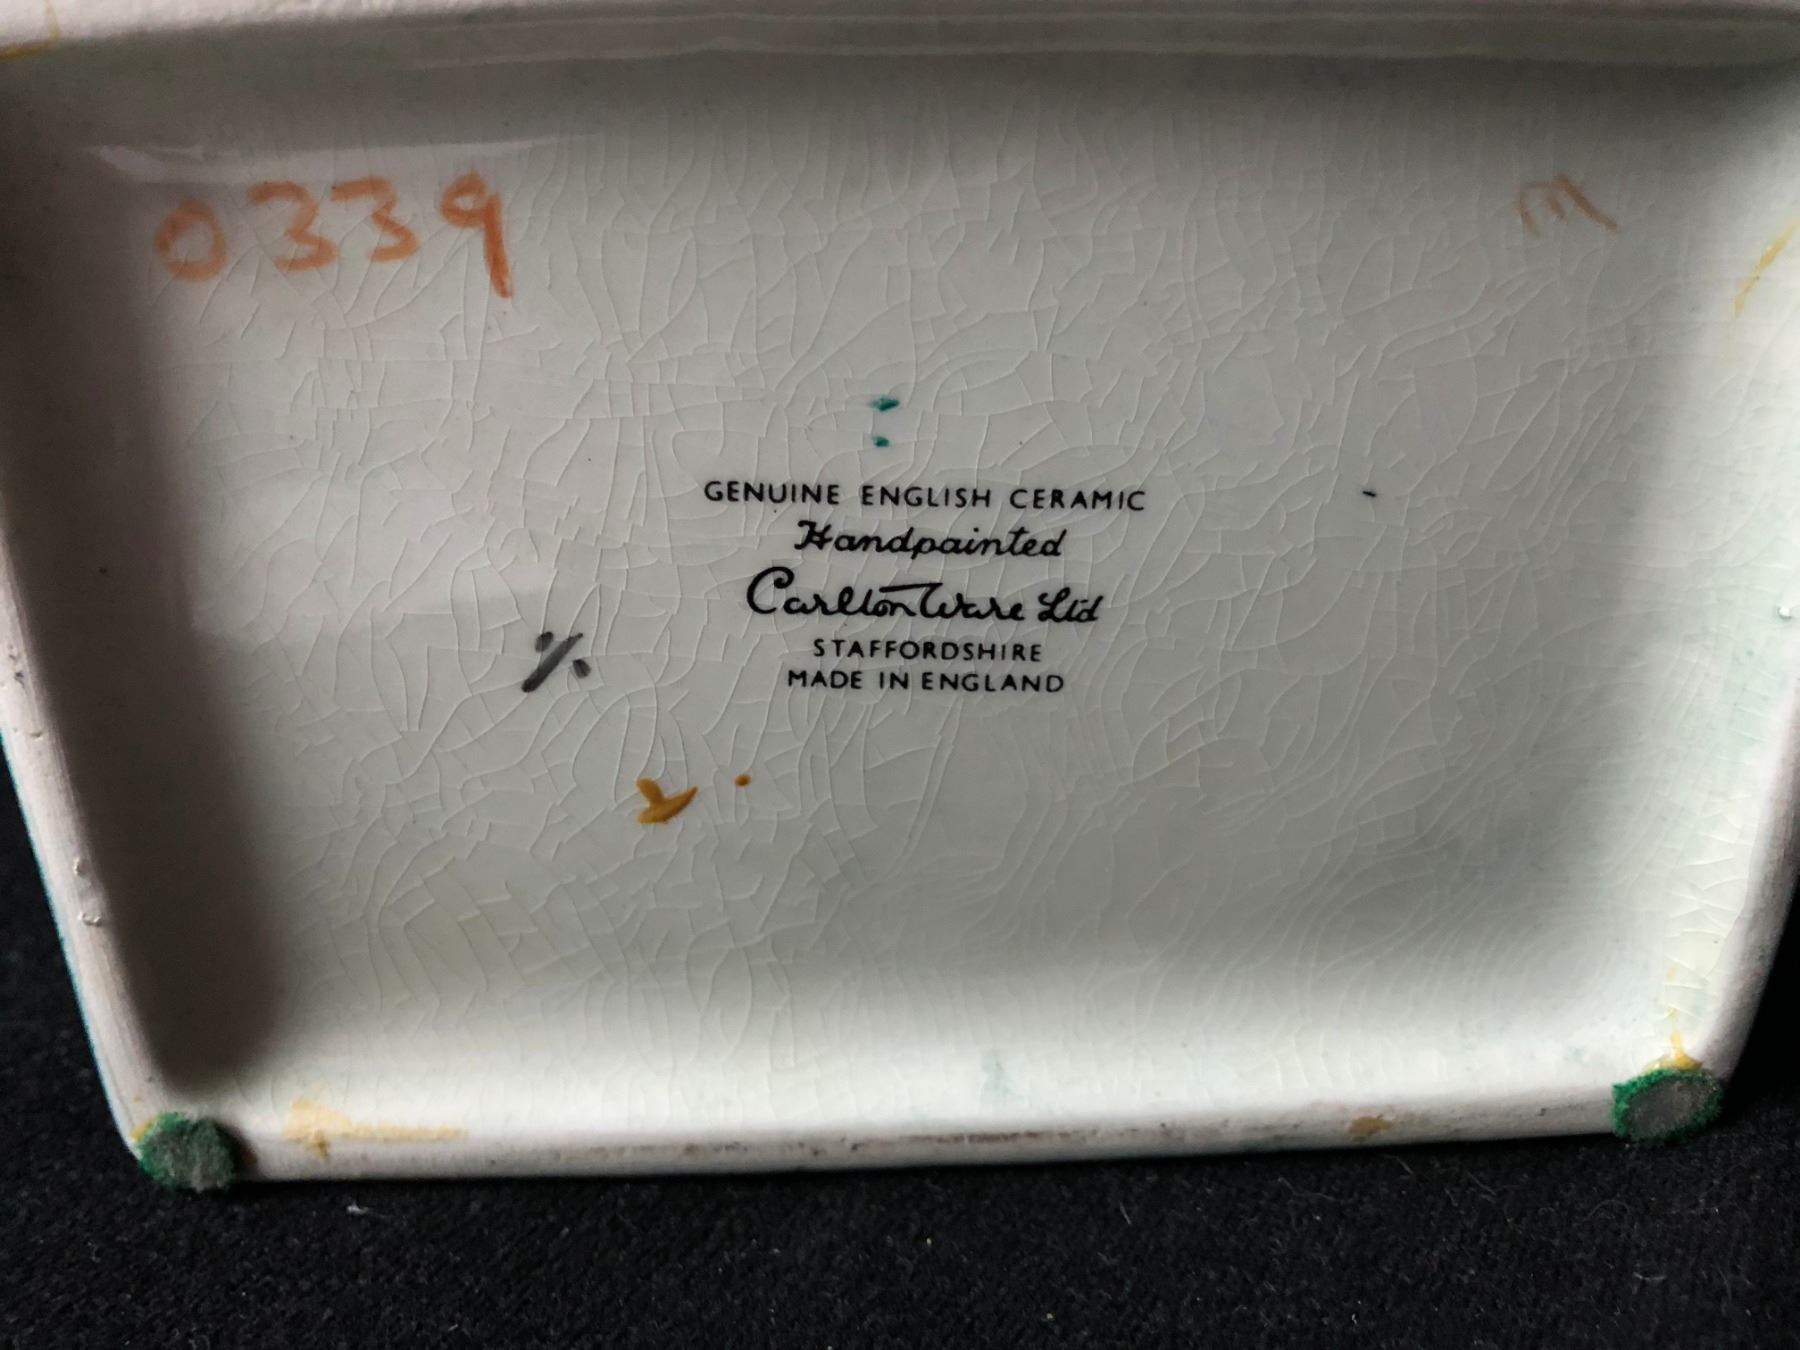 0339
m
GENUINE ENGLISH CERAMIC
Handpainted
Carlton Ware Ltd
STAFFORDSHIRE
MADE IN ENGLAND